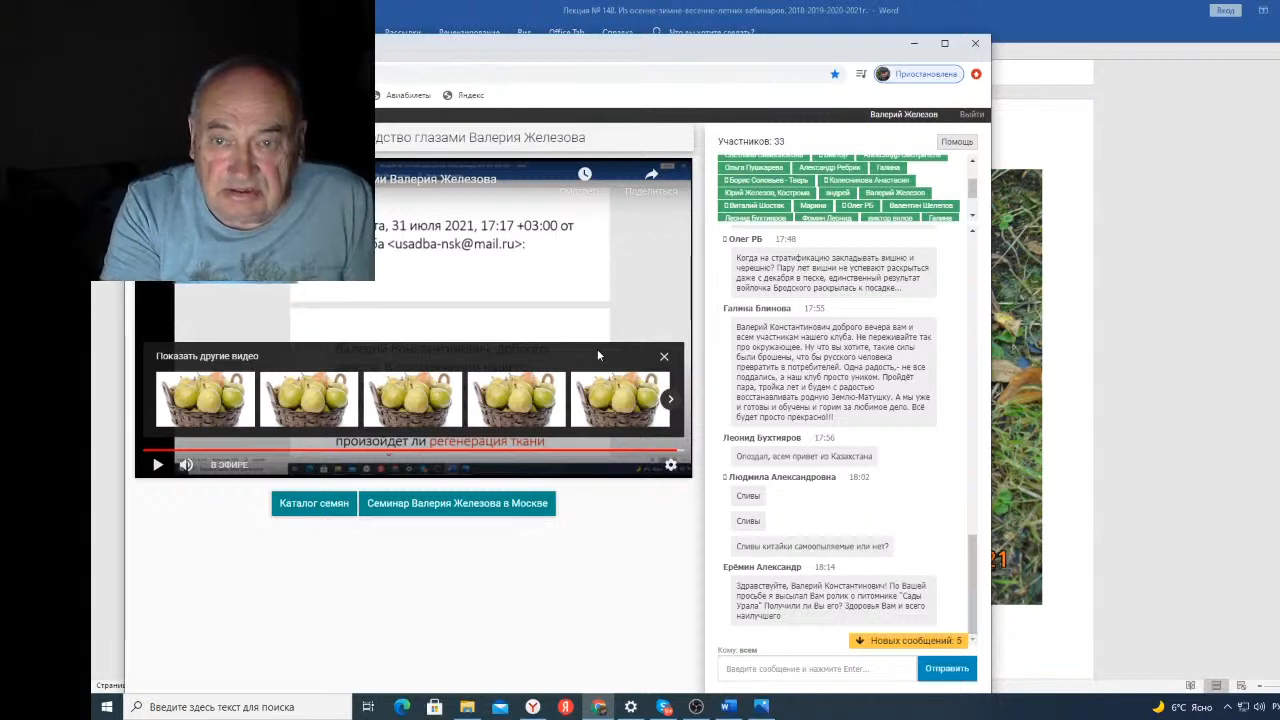 Лекция № 148. Из осенне-зимне-весенне-летних вебинаров, 2018-2019-2020-2021г. - Word
Вход
Рассылки Рецензирование Вид Office Tab Справка Что вы хотите сделать?
Приостановлена
Авиабилеты Яндекс
Валерий Железов Выйти
дство глазами Валерия Железова
Участников: 33
Помощь
ми Валерия Железова
Смотреть Поделиться
та, 31 июля 2021, 17:17 +03:00 от
ба <usadba-nsk@mail.ru>:
Ольга Пушкарева Александр Ребрик Галина
Борис Соловьев - Тверь Колесникова Анастасия
Юрий Железов, Кострома андрей Валерий Железов
Виталий Шостак Марина Олег РБ Валентин Шелепов
Леонид Бухтияров Фомин Леонид Галина
Олег РБ 17:48
Когда на стратификацию закладывать вишню и
черешню? Пару лет вишни не успевают раскрыться
даже с декабря в песке, единственный результат
войлочка Бродского раскрылась к посадке...
Галина Блинова 17:55
Валерий Константинович доброго вечера вам и
всем участникам нашего клуба. Не переживайте так
про окружающее. Ну что вы хотите, такие силы
были брошены, что бы русского человека
превратить в потребителей. Одна радость,- не все
поддались, а наш клуб просто уником. Пройдёт
пара, тройка лет и будем с радостью
восстанавливать родную Землю-Матушку. А мы уже
и готовы и обучены и горим за любимое дело. Всё
будет просто прекрасно!!!
Леонид Бухтияров 17:56
Опоздал, всем привет из Казахстана
Людмила Александровна 18:02
Сливы
Сливы
Сливы китайки самоопыляемые или нет?
Ерёмин Александр 18:14
Здравствуйте, Валерий Константинович! По Вашей
просьбе я высылал Вам ролик о питомнике "Сады
Урала" Получили ли Вы его? Здоровья Вам и всего
наилучшего
Новых сообщений: 5
Кому: всем
Введите сообщение и нажмите Enter...
Отправить
Показать другие видео
произойдет ли регенерация ткани
В ЭФИРЕ
Каталог семян
Семинар Валерия Железова в Москве
21
Страниц
Введите здесь текст для поиска
6°C Ясно